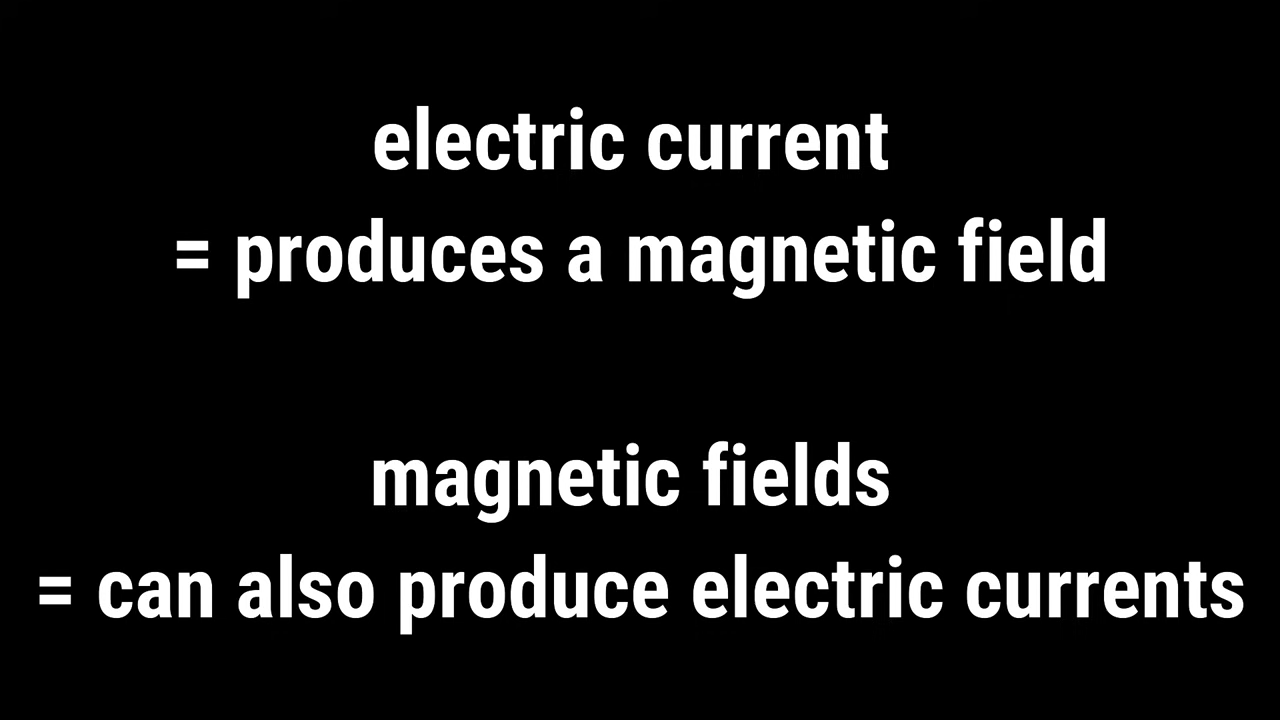 electric current
= produces a magnetic field
magnetic fields
= can also produce electric currents